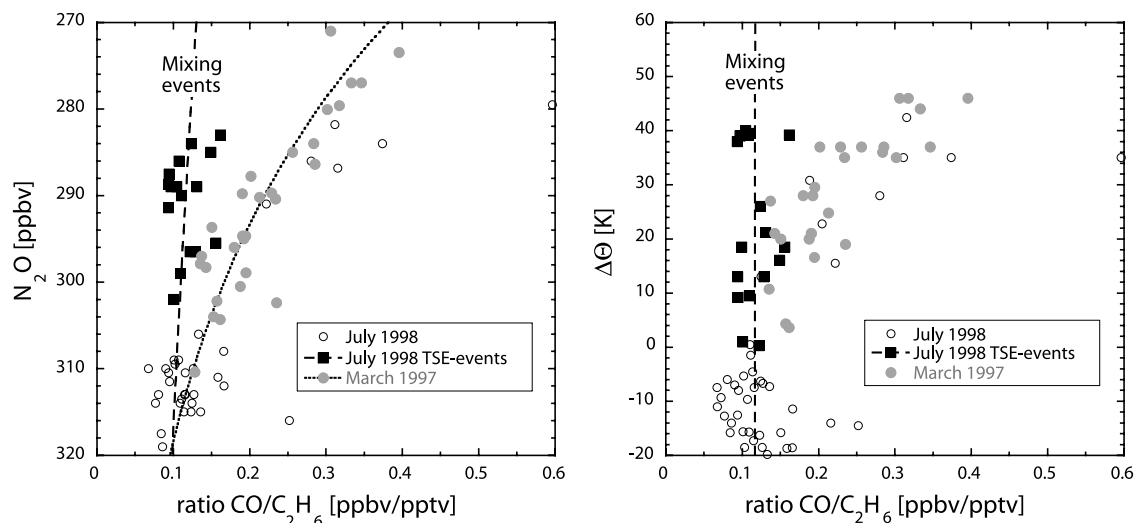 270
280
290
300
310
320
N₂O [ppbv]
Mixing
events
July 1998
July 1998 TSE-events
March 1997
0 0.1 0.2 0.3 0.4 0.5 0.6
ratio CO/C₂H₆ [ppbv/pptv]
60
50
40
30
20
10
0
-10
-20
ΔΘ [K]
Mixing
events
July 1998
July 1998 TSE-events
March 1997
0 0.1 0.2 0.3 0.4 0.5 0.6
ratio CO/C₂H₆ [ppbv/pptv]